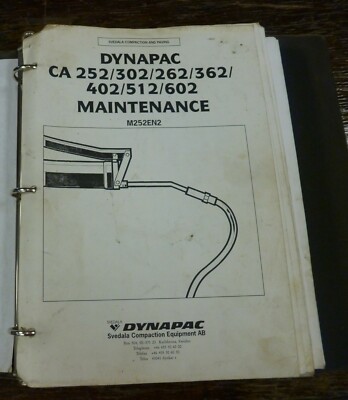 SVEDALA COMPACTION AND PAVING
DYNAPAC
CA 252/302/262/362/
402/512/602
MAINTENANCE
M252EN2
SVEDALA
DYNAPAC
Svedala Compaction Equipment AB